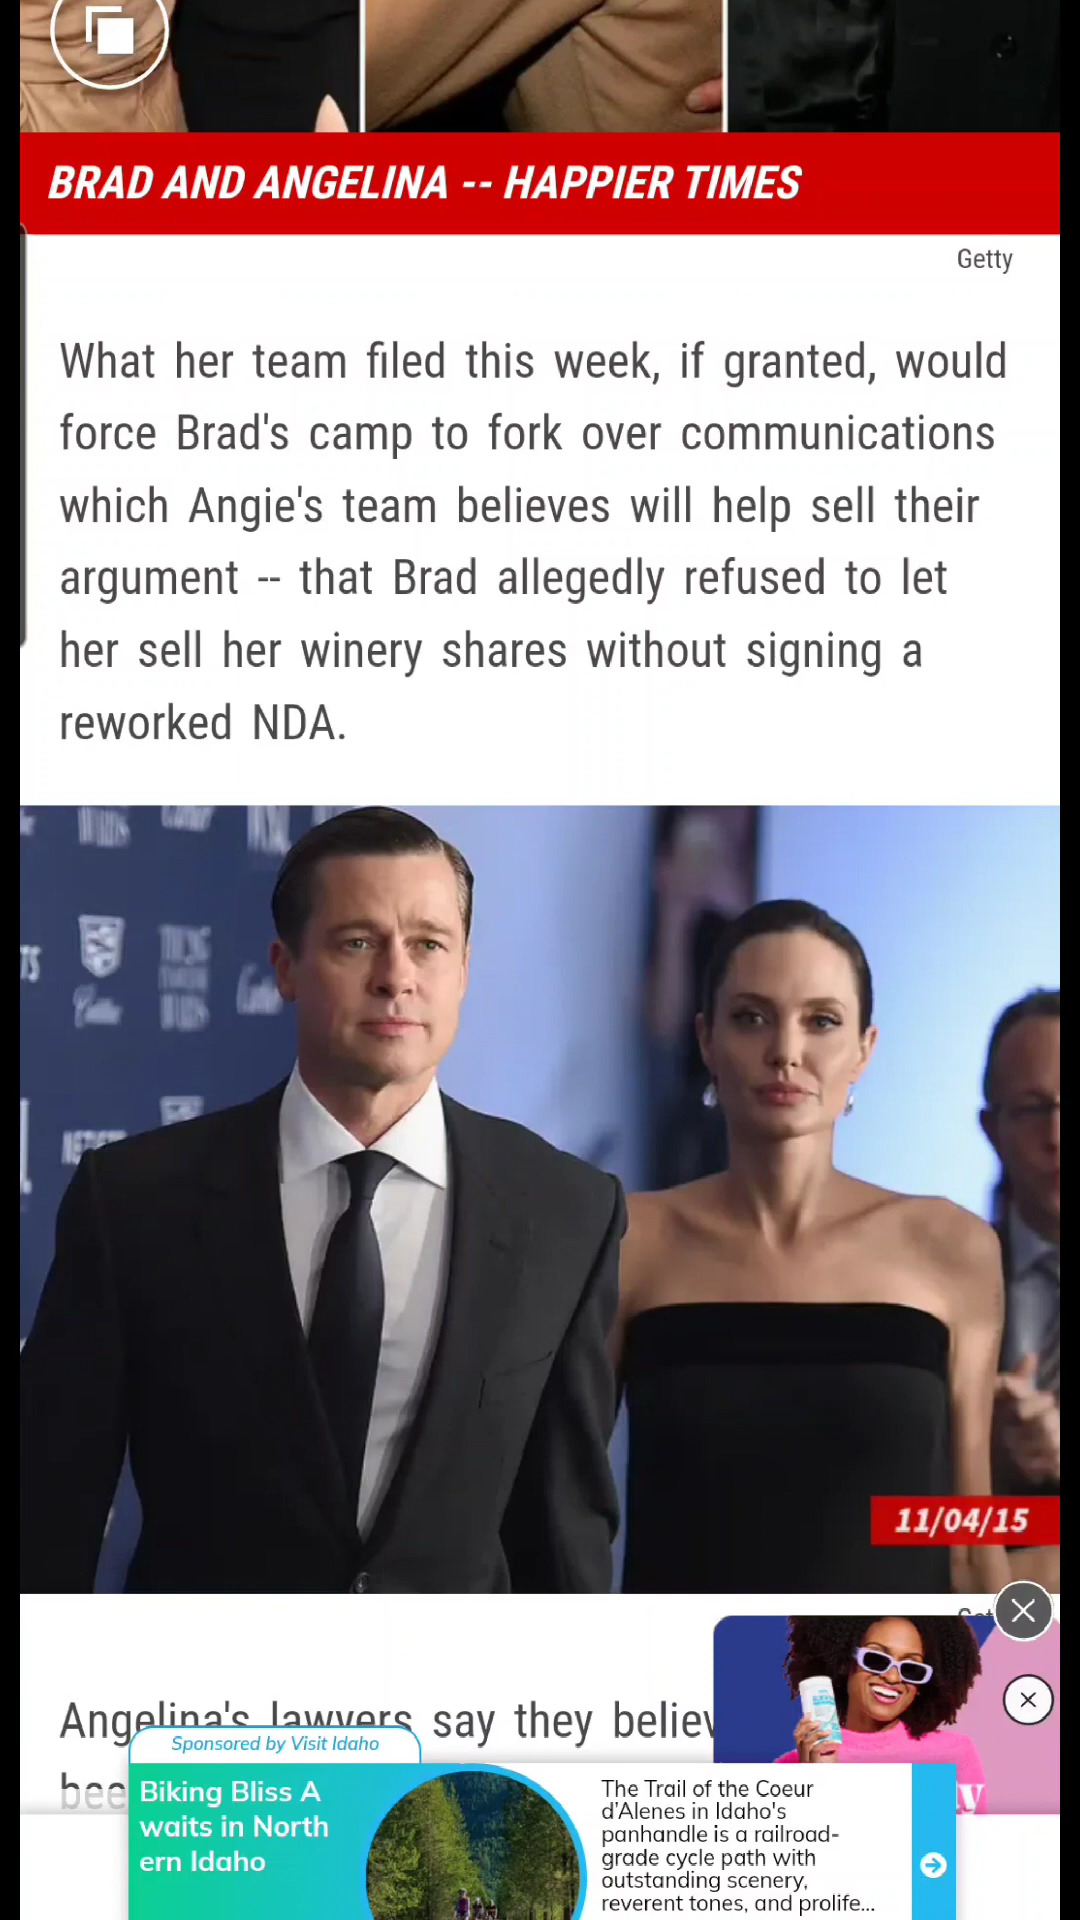 BRAD AND ANGELINA -- HAPPIER TIMES
Getty
What her team filed this week, if granted, would
force Brad's camp to fork over communications
which Angie's team believes will help sell their
argument -- that Brad allegedly refused to let
her sell her winery shares without signing a
reworked NDA.
11/04/15
Angelina's lawyers say they
Sponsored by Visit Idaho
Biking Bliss A
waits in North
ern Idaho
The Trail of the Coeur
d'Alenes in Idaho's
panhandle is a railroad-
grade cycle path with
outstanding scenery,
reverent tones, and prolife...